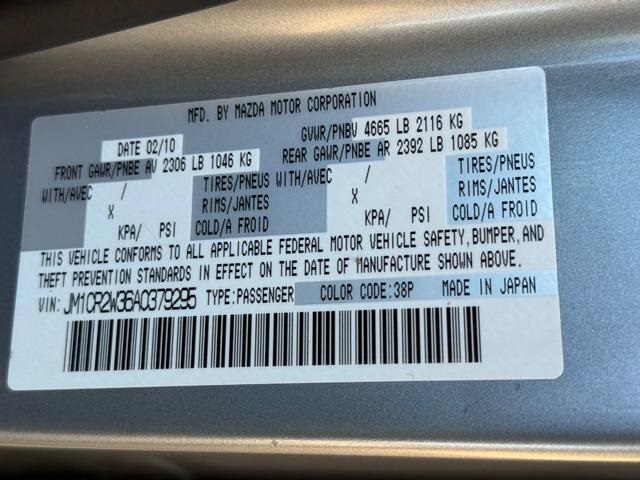 MFD. BY MAZDA MOTOR CORPORATION
DATE 02/10 GVWR/PNBV 4665 LB 2116 KG
FRONT GAWR/PNBE AV 2306 LB 1046 KG REAR GAWR/PNBE AR 2392 LB 1085 KG
WITH/AVEC / TIRES/PNEUS WITH/AVEC / TIRES/PNEUS
X RIMS/JANTES X RIMS/JANTES
KPA/ PSI COLD/A FROID KPA/ PSI COLD/A FROID
THIS VEHICLE CONFORMS TO ALL APPLICABLE FEDERAL MOTOR VEHICLE SAFETY, BUMPER, AND
THEFT PREVENTION STANDARDS IN EFFECT ON THE DATE OF MANUFACTURE SHOWN ABOVE.
VIN: JM1CR2W36A0379295 TYPE:PASSENGER COLOR CODE:38P MADE IN JAPAN